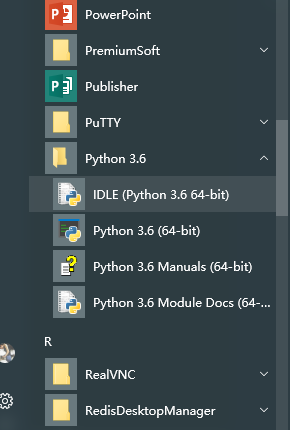 PowerPoint
PremiumSoft
Publisher
PuTTY
Python 3.6
IDLE (Python 3.6 64-bit)
Python 3.6 (64-bit)
Python 3.6 Manuals (64-bit)
Python 3.6 Module Docs (64-...
R
RealVNC
RedisDesktopManager